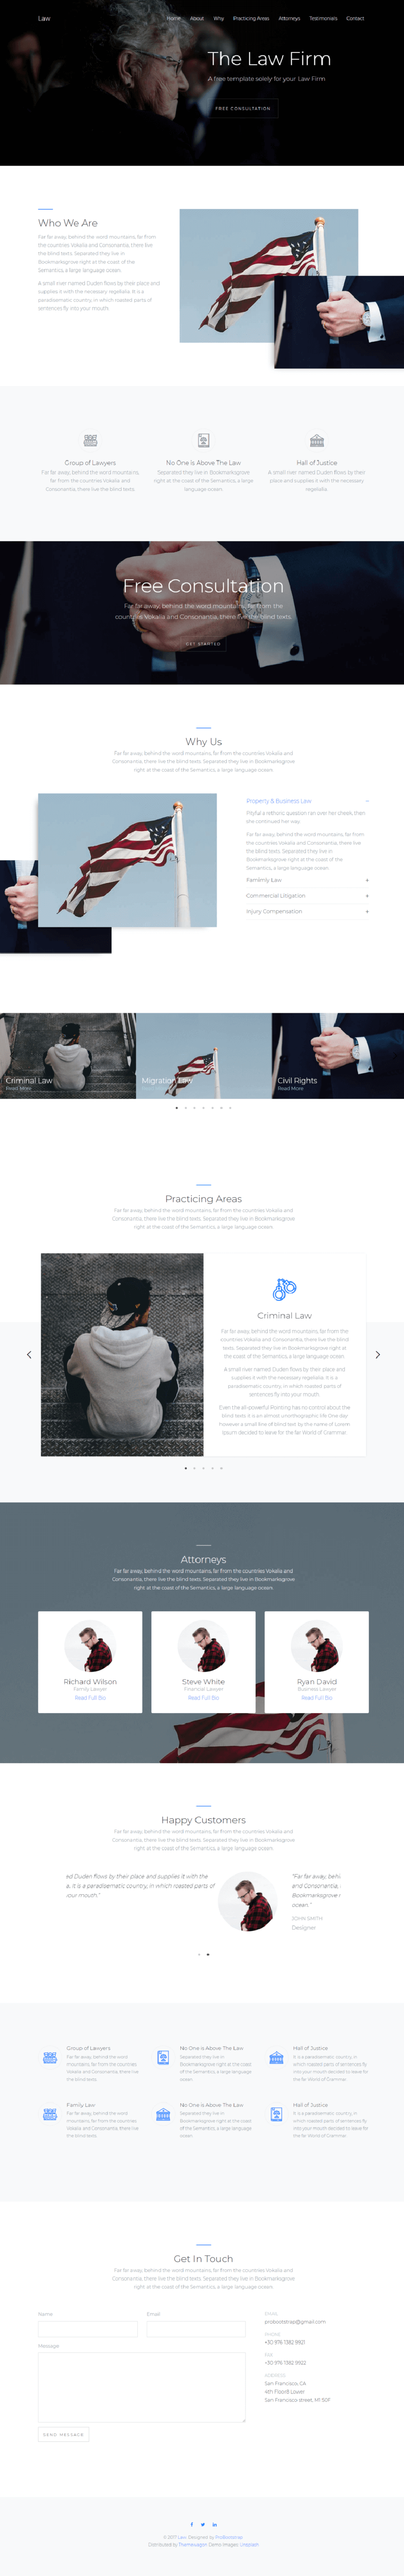 Law
Home About Why Practicing Areas Attorneys Testimonials Contact
The Law Firm
A free template solely for your Law Firm
FREE CONSULTATION
Who We Are
Far far away, behind the word mountains, far from
the countries Vokalia and Consonantia, there live
the blind texts. Separated they live in
Bookmarksgrove right at the coast of the
Semantics, a large language ocean.
A small river named Duden flows by their place and
supplies it with the necessary regelialia. It is a
paradisematic country, in which roasted parts of
sentences fly into your mouth.
Group of Lawyers
Far far away, behind the word mountains,
far from the countries Vokalia and
Consonantia, there live the blind texts.
No One Is Above The Law
Separated they live in Bookmarksgrove
right at the coast of the Semantics, a large
language ocean.
Hall of Justice
A small river named Duden flows by their
place and supplies it with the necessary
regelialia.
Free Consultation
Far far away, behind the word mountains, far from the
countries Vokalia and Consonantia, there live the blind texts.
GET STARTED
Why Us
Far far away, behind the word mountains, far from the countries Vokalia and
Consonantia, there live the blind texts. Separated they live in Bookmarksgrove
right at the coast of the Semantics, a large language ocean.
Property & Business Law −
Pityful a rethoric question ran over her cheek, then
she continued her way.
Far far away, behind the word mountains, far from
the countries Vokalia and Consonantia, there live
the blind texts. Separated they live in
Bookmarksgrove right at the coast of the
Semantics, a large language ocean.
Commercial Litigation +
Injury Compensation +
Criminal Law
Read More
Migration Law
Civil Rights
Read More
Practicing Areas
Far far away, behind the word mountains, far from the countries Vokalia and
Consonantia, there live the blind texts. Separated they live in Bookmarksgrove
right at the coast of the Semantics, a large language ocean.
Criminal Law
Far far away, behind the word mountains, far from the
countries Vokalia and Consonantia, there live the blind
texts. Separated they live in Bookmarksgrove right at
the coast of the Semantics, a large language ocean.
A small river named Duden flows by their place and
supplies it with the necessary regelialia. It is a
paradisematic country, in which roasted parts of
sentences fly into your mouth.
Even the all-powerful Pointing has no control about the
blind texts it is an almost unorthographic life One day
however a small line of blind text by the name of Lorem
Ipsum decided to leave for the far World of Grammar.
Attorneys
Far far away, behind the word mountains, far from the countries Vokalia and
Consonantia, there live the blind texts. Separated they live in Bookmarksgrove
right at the coast of the Semantics, a large language ocean.
Richard Wilson
Family Lawyer
Read Full Bio
Steve White
Financial Lawyer
Read Full Bio
Ryan David
Business Lawyer
Read Full Bio
Happy Customers
Far far away, behind the word mountains, far from the countries Vokalia and
Consonantia, there live the blind texts. Separated they live in Bookmarksgrove
right at the coast of the Semantics, a large language ocean.
ed Duden flows by their place and supplies it with the
a. It is a paradisematic country, in which roasted parts of
your mouth."
"Far far away, behi
and Consonantia,
Bookmarksgrove r
ocean."
JOHN SMITH
Designer
Group of Lawyers
Far far away, behind the word
mountains, far from the countries
Vokalia and Consonantia, there live
the blind texts.
No One Is Above The Law
Separated they live in
Bookmarksgrove right at the coast
of the Semantics, a large language
ocean.
Hall of Justice
It is a paradisematic country, in
which roasted parts of sentences fly
into your mouth decided to leave for
the far World of Grammar.
Family Law
Far far away, behind the word
mountains, far from the countries
Vokalia and Consonantia, there live
the blind texts.
No One is Above The Law
Separated they live in
Bookmarksgrove right at the coast
of the Semantics, a large language
ocean.
Hall of Justice
It is a paradisematic country, in
which roasted parts of sentences fly
into your mouth decided to leave for
the far World of Grammar.
Get In Touch
Far far away, behind the word mountains, far from the countries Vokalia and
Consonantia, there live the blind texts. Separated they live in Bookmarksgrove
right at the coast of the Semantics, a large language ocean.
Name
Email
Message
SEND MESSAGE
EMAIL
probootstrap@gmail.com
PHONE
+30 976 1382 9921
FAX
+30 976 1382 9922
ADDRESS
San Francisco, CA
4th Floor8 Lower
San Francisco street, M1 50F
© 2017 Law. Designed by ProBootstrap
Distributed by Themewagon. Demo Images: Unsplash